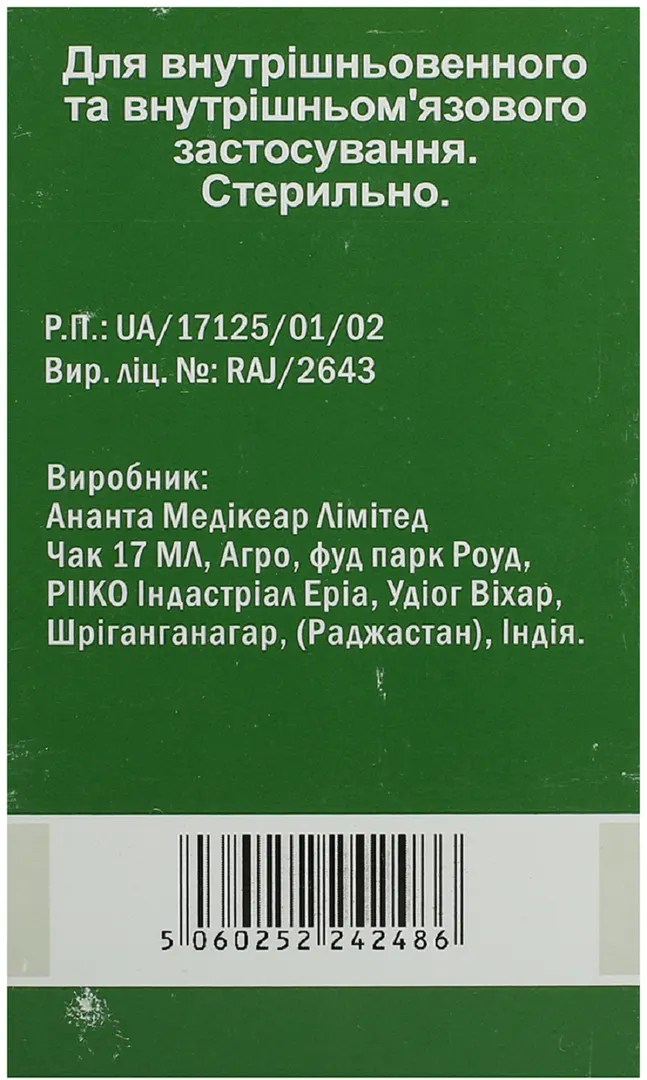 Для внутрішньовенного
та внутрішньом'язового
застосування.
Стерильно.
Р.П.: UA/17125/01/02
Вир. ліц. №: RAJ/2643
Виробник:
Ананта Медікеар Лімітед
Чак 17 МЛ, Агро, фуд парк Роуд,
РІІКО Індастріал Еріа, Удіог Віхар,
Шріганганагар, (Раджастан), Індія.
5 060252 242486